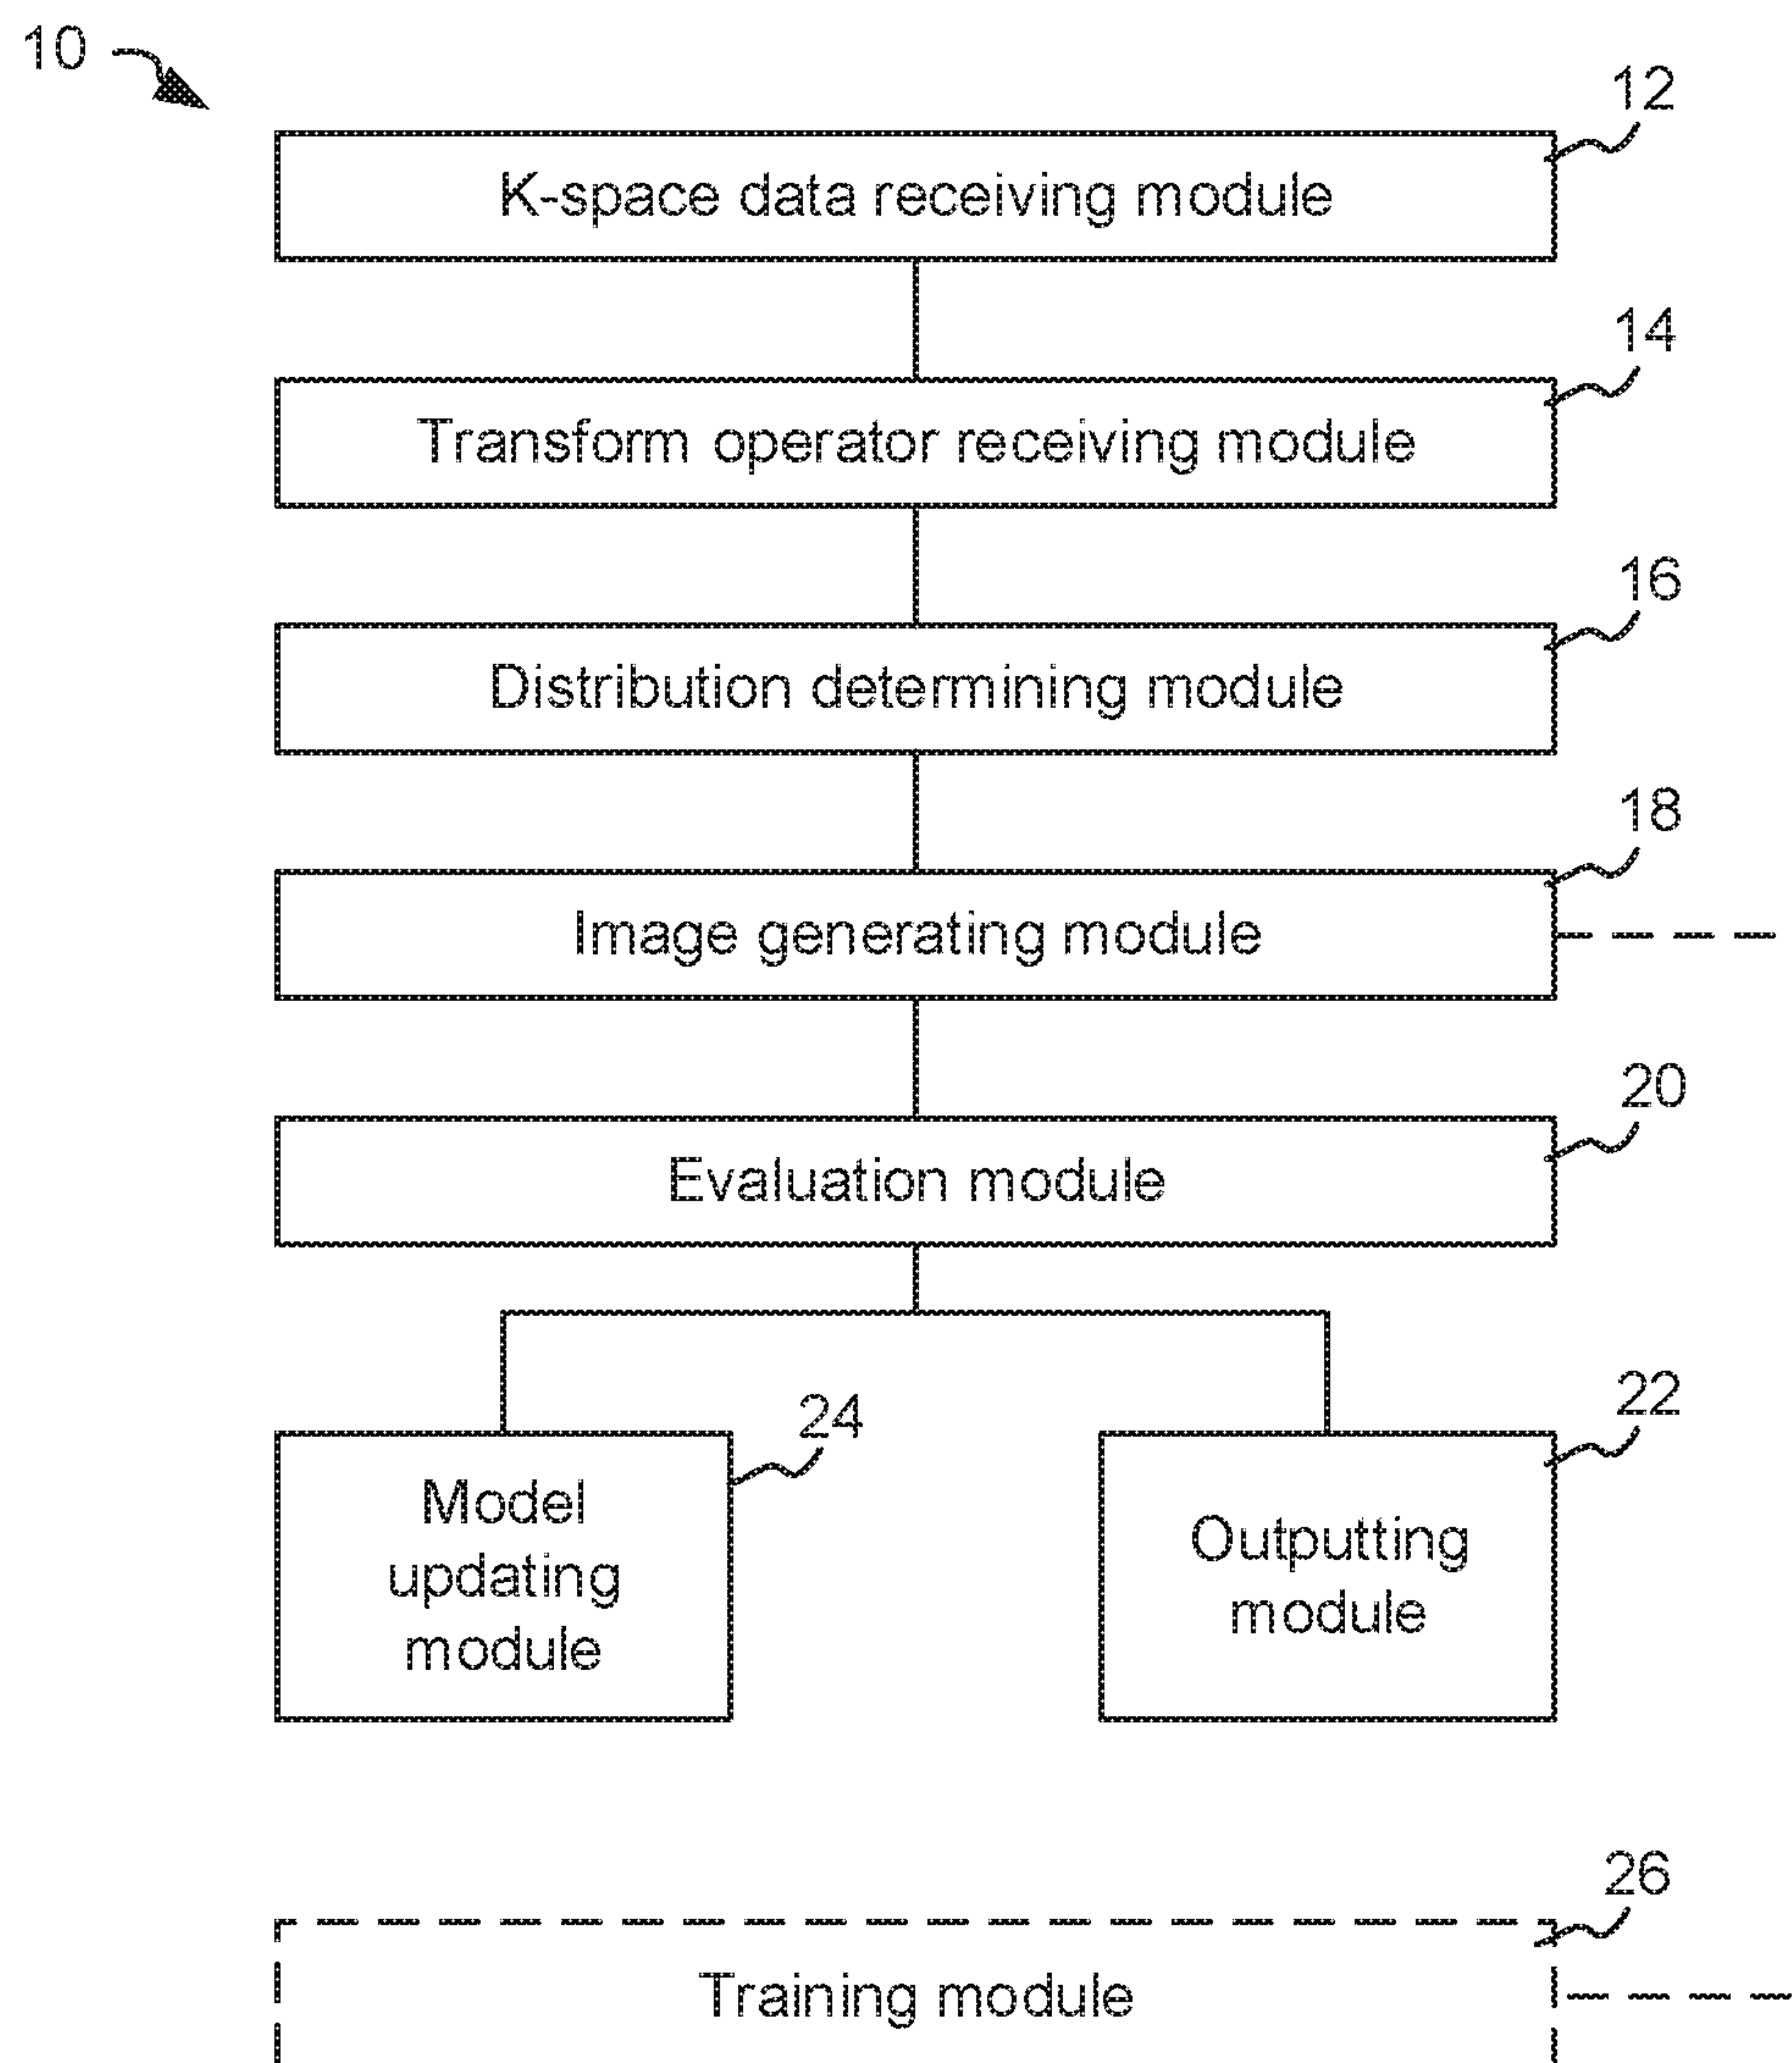 10
12
K-space data receiving module
14
Transform operator receiving module
16
Distribution determining module
18
Image generating module
20
Evaluation module
24
Model
updating
module
22
Outputting
module
26
Training module